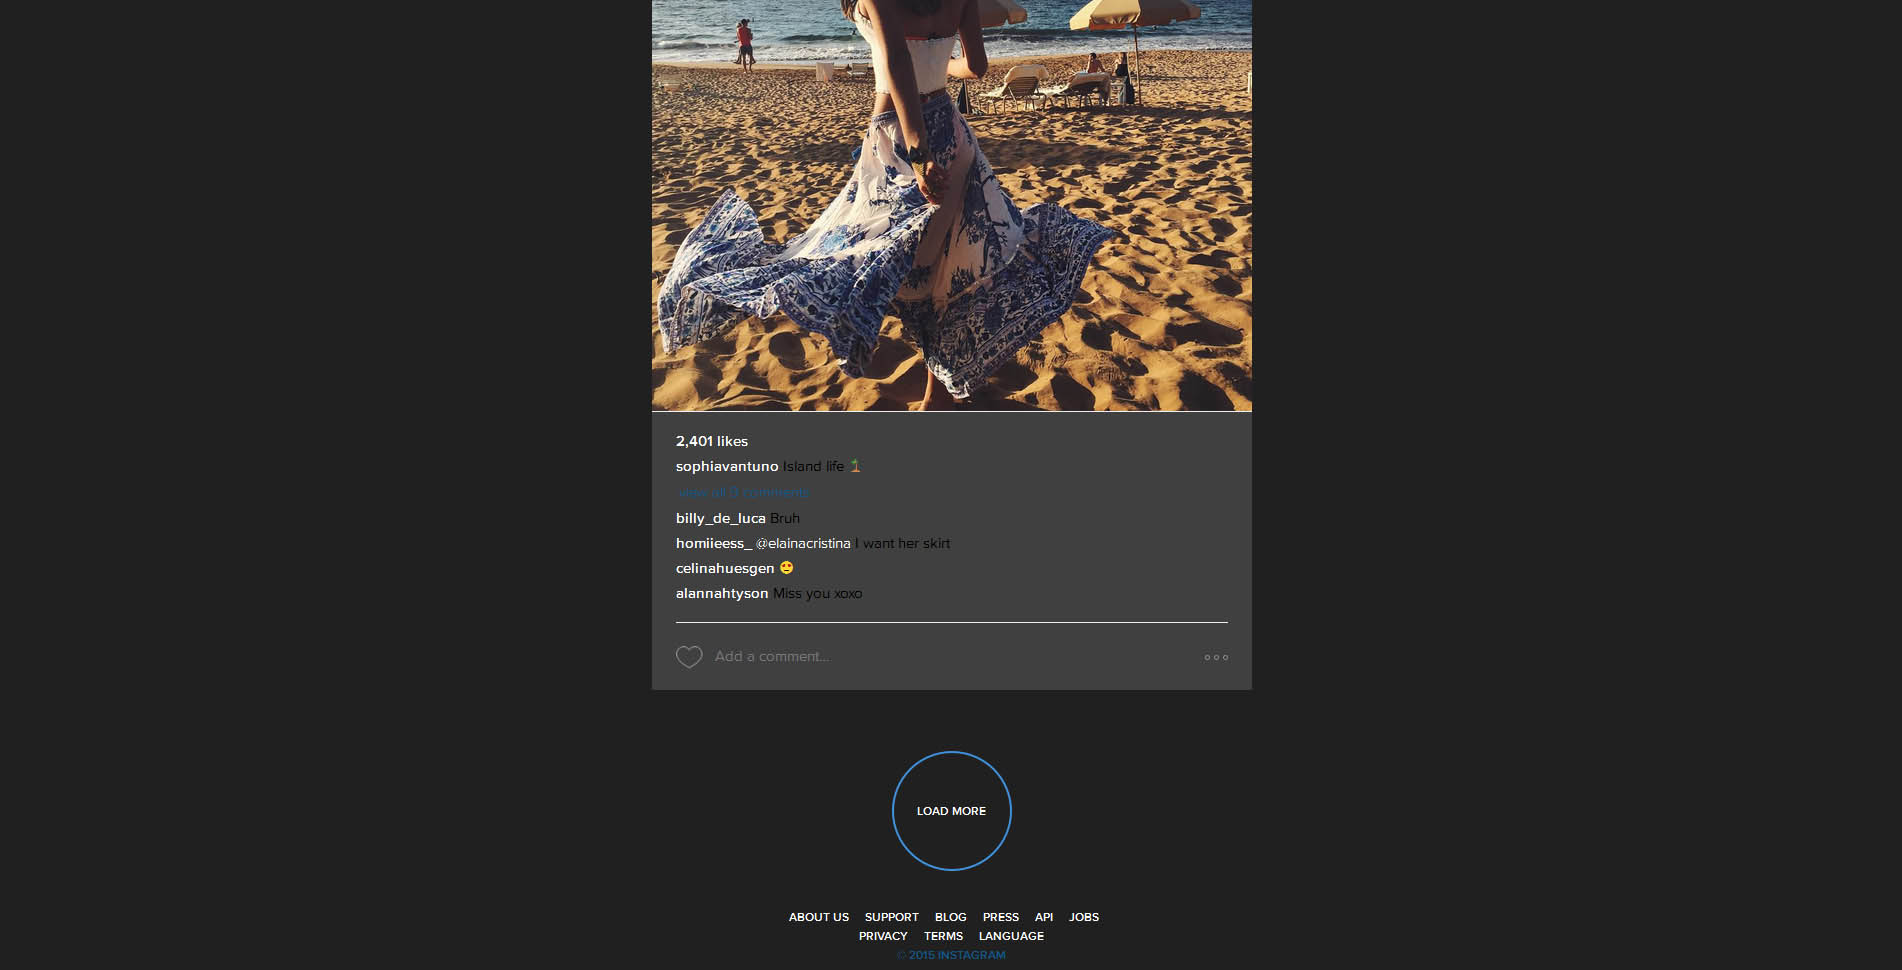 2,401 likes
sophiavantuno Island life 🏝
view all 9 comments
billy_de_luca Bruh
homiieess_ @elainacristina I want her skirt
celinahuesgen 😍
alannahtyson Miss you xoxo
Add a comment...
LOAD MORE
ABOUT US SUPPORT BLOG PRESS API JOBS
PRIVACY TERMS LANGUAGE
© 2015 INSTAGRAM